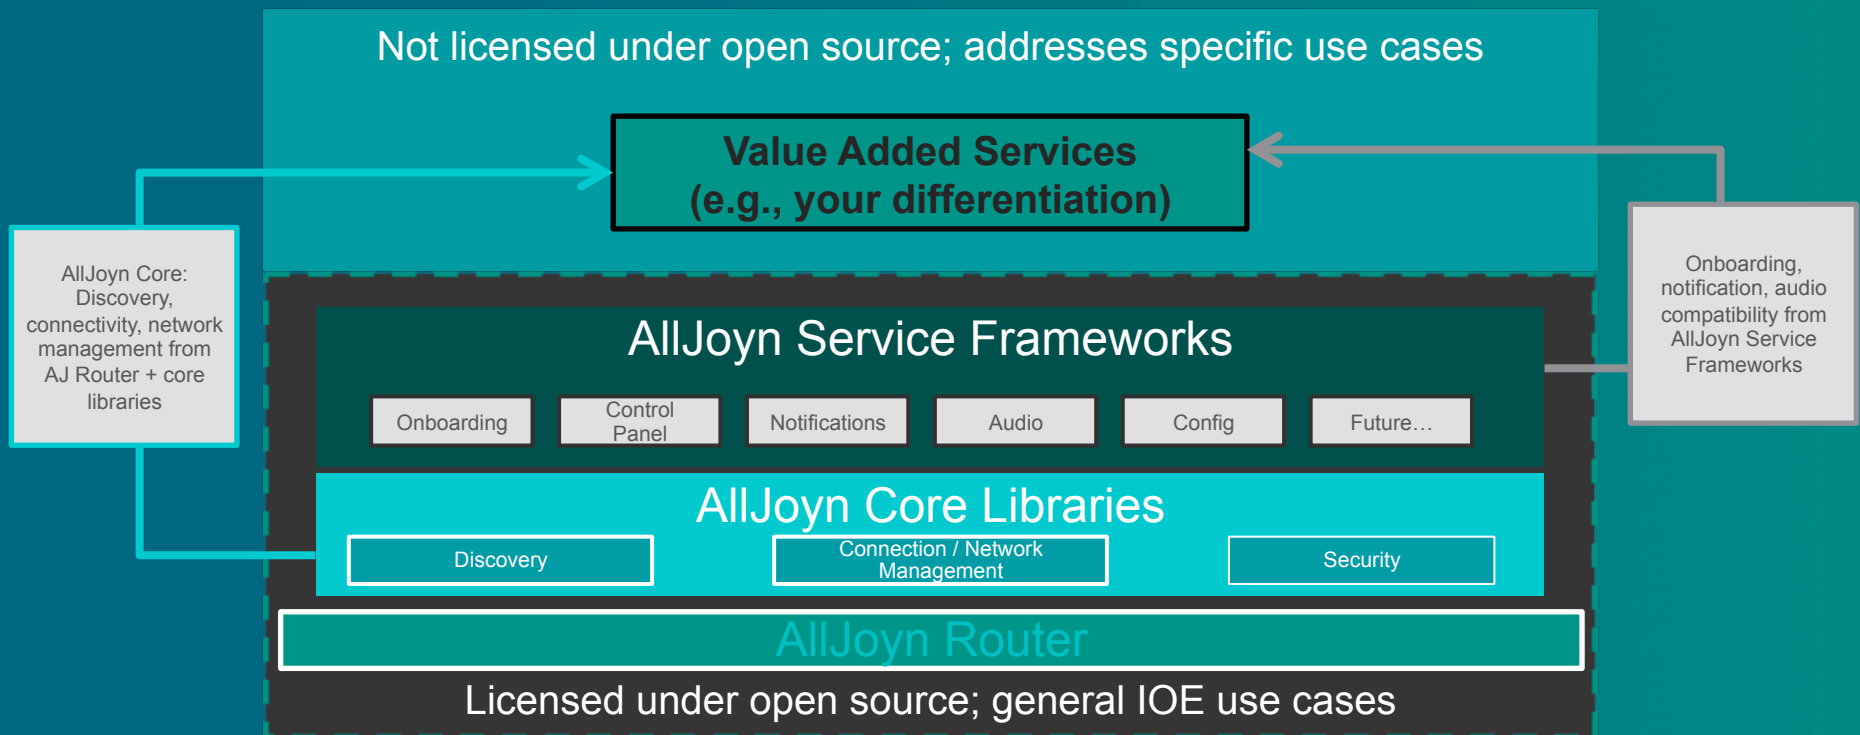 Not licensed under open source; addresses specific use cases
Value Added Services
(e.g., your differentiation)
AllJoyn Core:
Discovery,
connectivity, network
management from
AJ Router + core
libraries
Onboarding,
notification, audio
compatibility from
AllJoyn Service
Frameworks
AllJoyn Service Frameworks
Onboarding
Control
Panel
Notifications
Audio
Config
Future…
AllJoyn Core Libraries
Discovery
Connection / Network
Management
Security
AllJoyn Router
Licensed under open source; general IOE use cases